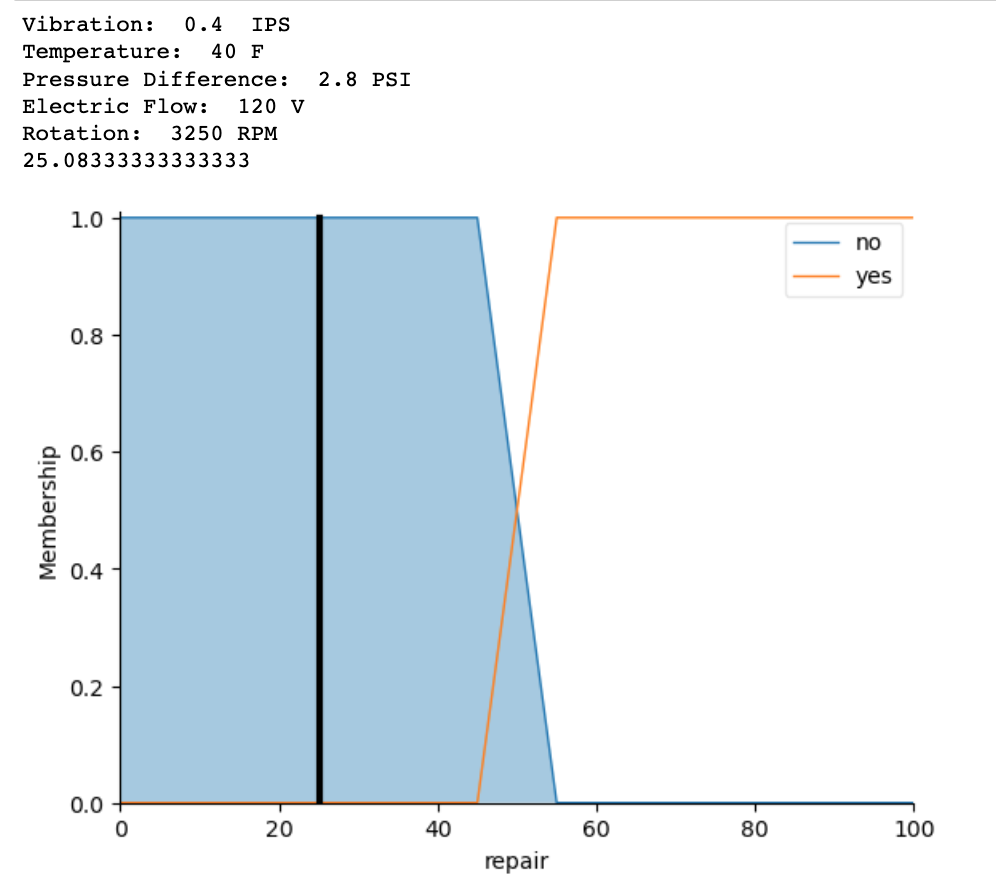 Vibration:  0.4  IPS
Temperature:  40 F
Pressure Difference:  2.8 PSI
Electric Flow:  120 V
Rotation:  3250 RPM
25.08333333333333
1.0
no
yes
0.8
0.6
Membership
0.4
0.2
0.0
0 20 40 60 80 100
repair